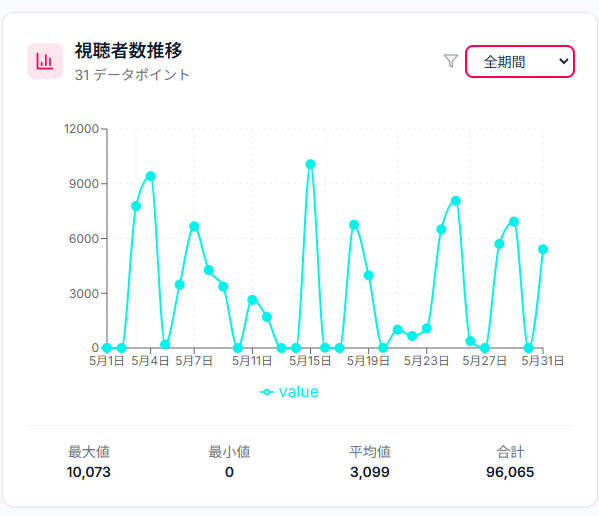 視聴者数推移
31 データポイント
全期間
12000
9000
6000
3000
0
5月1日 5月4日 5月7日 5月11日 5月15日 5月19日 5月23日 5月27日 5月31日
value
最大値 最小値 平均値 合計
10,073 0 3,099 96,065